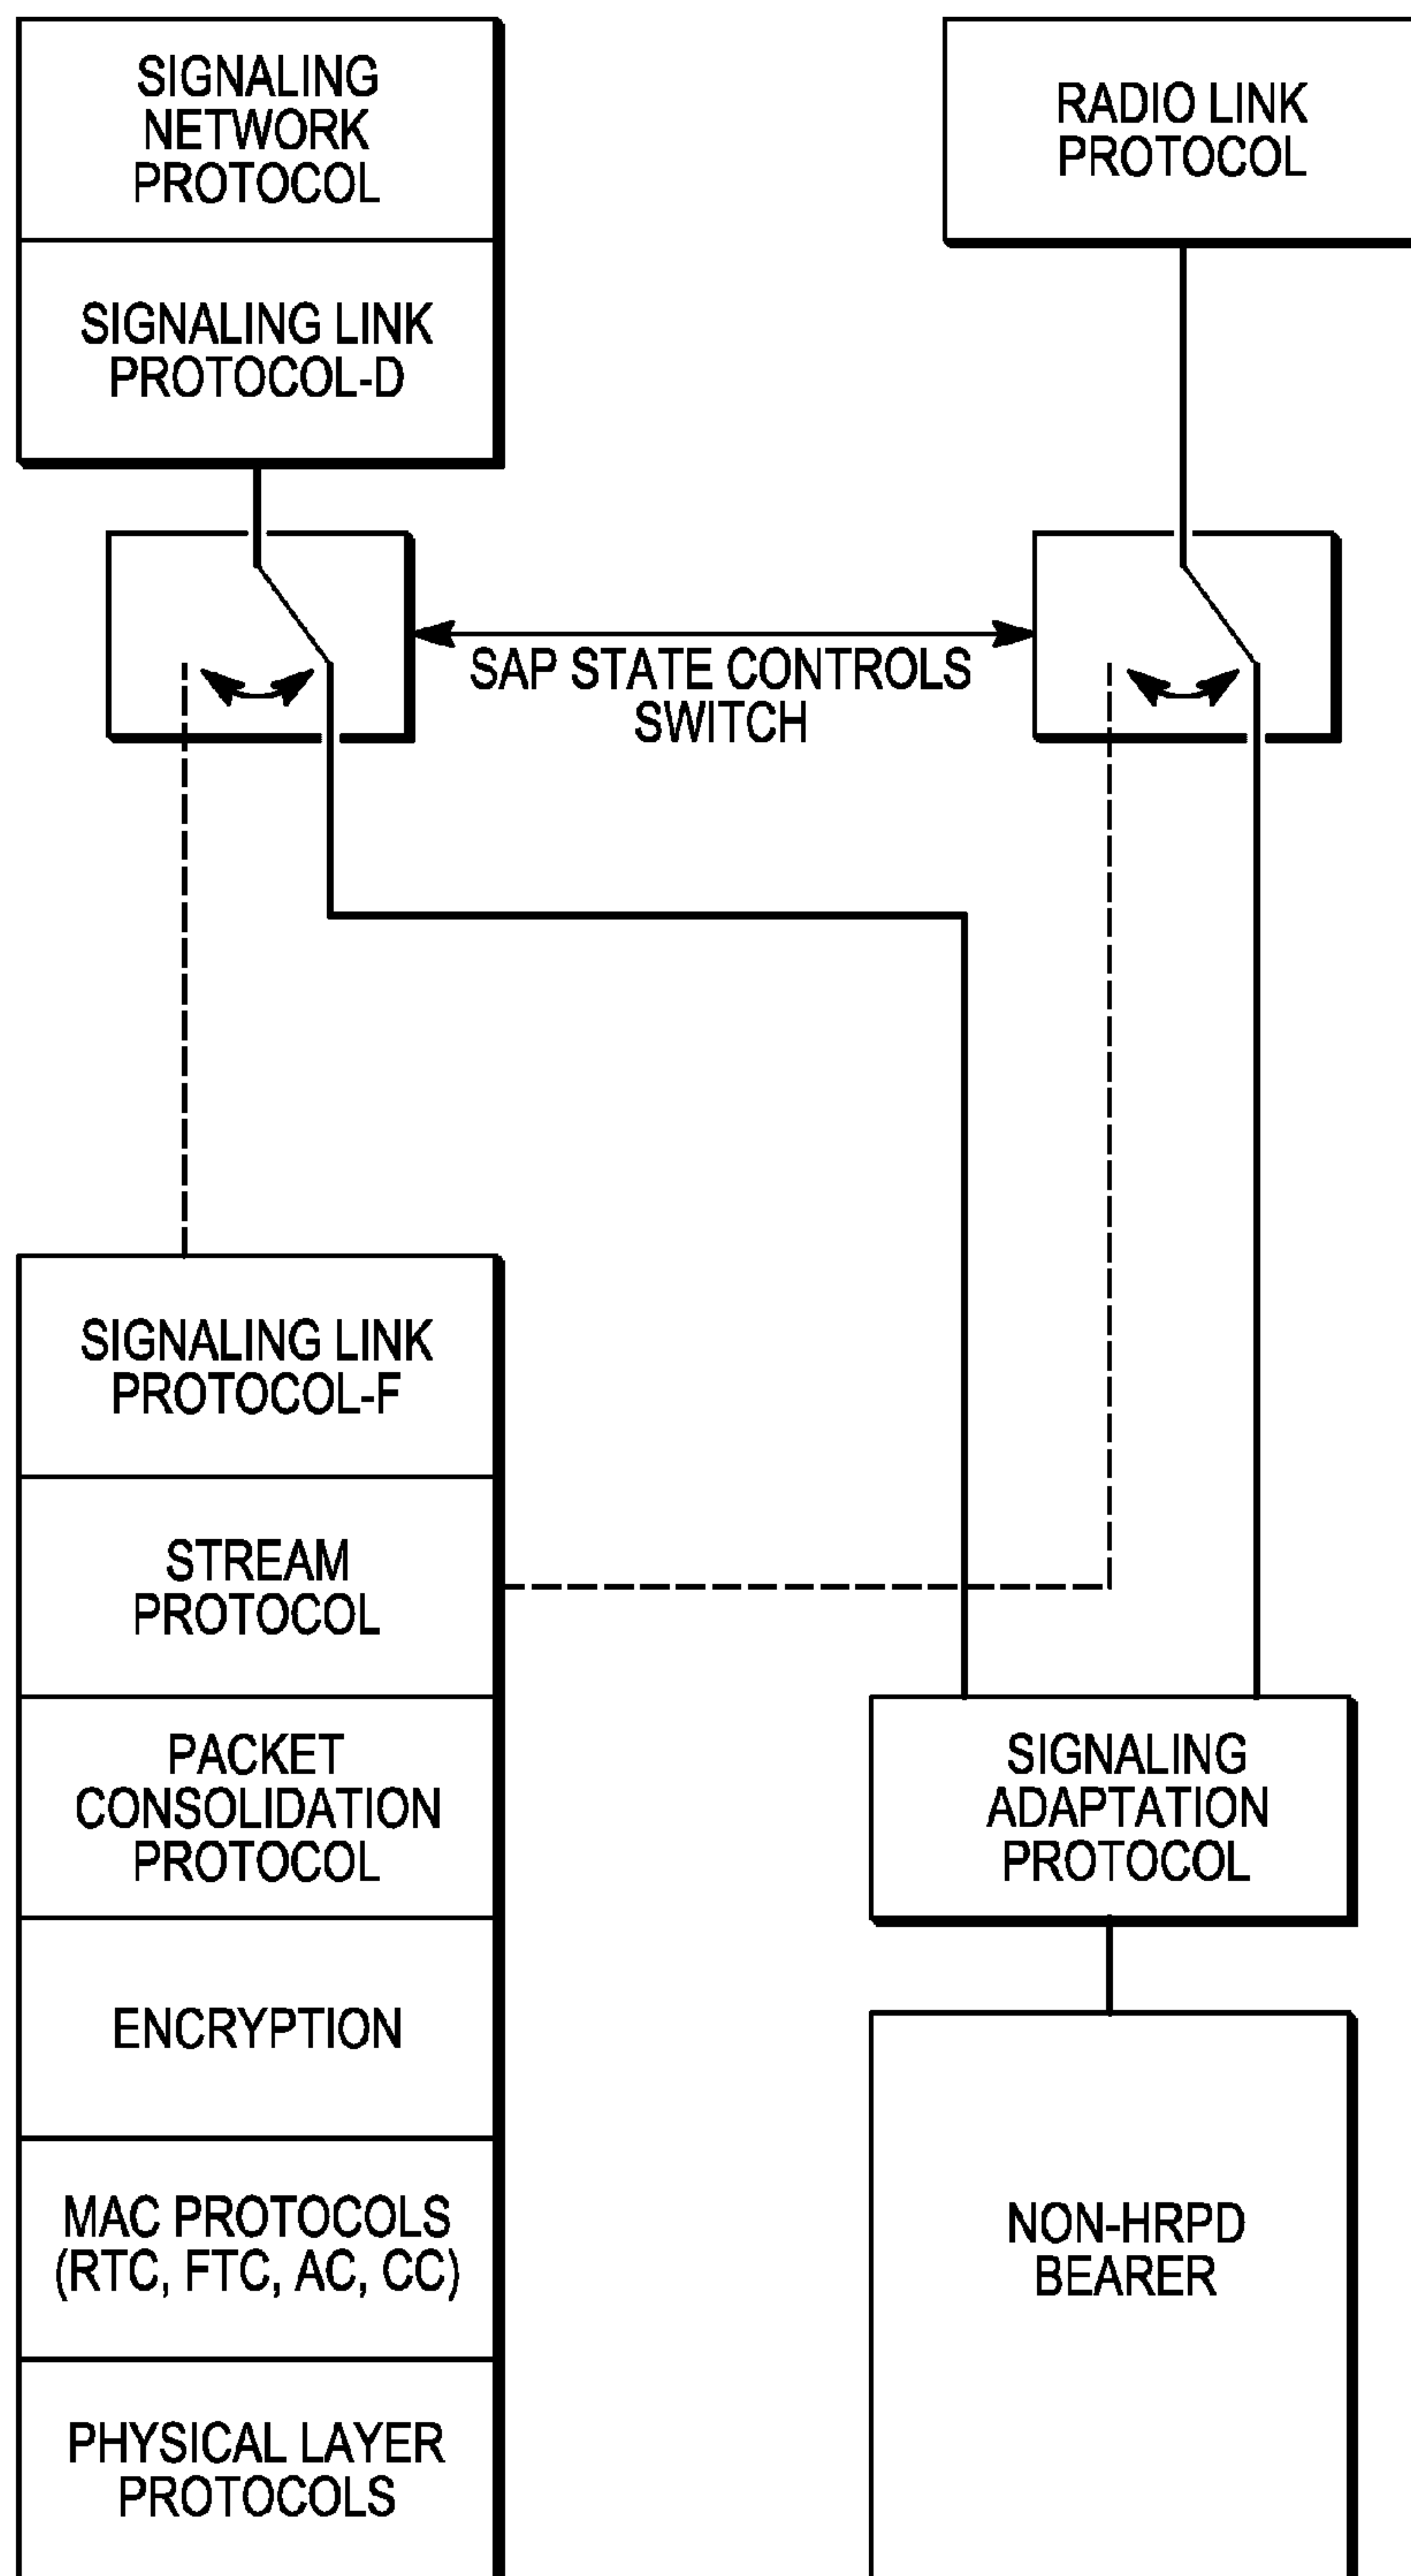 SIGNALING
NETWORK
PROTOCOL
SIGNALING LINK
PROTOCOL-D
RADIO LINK
PROTOCOL
SAP STATE CONTROLS
SWITCH
SIGNALING LINK
PROTOCOL-F
STREAM
PROTOCOL
PACKET
CONSOLIDATION
PROTOCOL
ENCRYPTION
MAC PROTOCOLS
(RTC, FTC, AC, CC)
PHYSICAL LAYER
PROTOCOLS
SIGNALING
ADAPTATION
PROTOCOL
NON-HRPD
BEARER